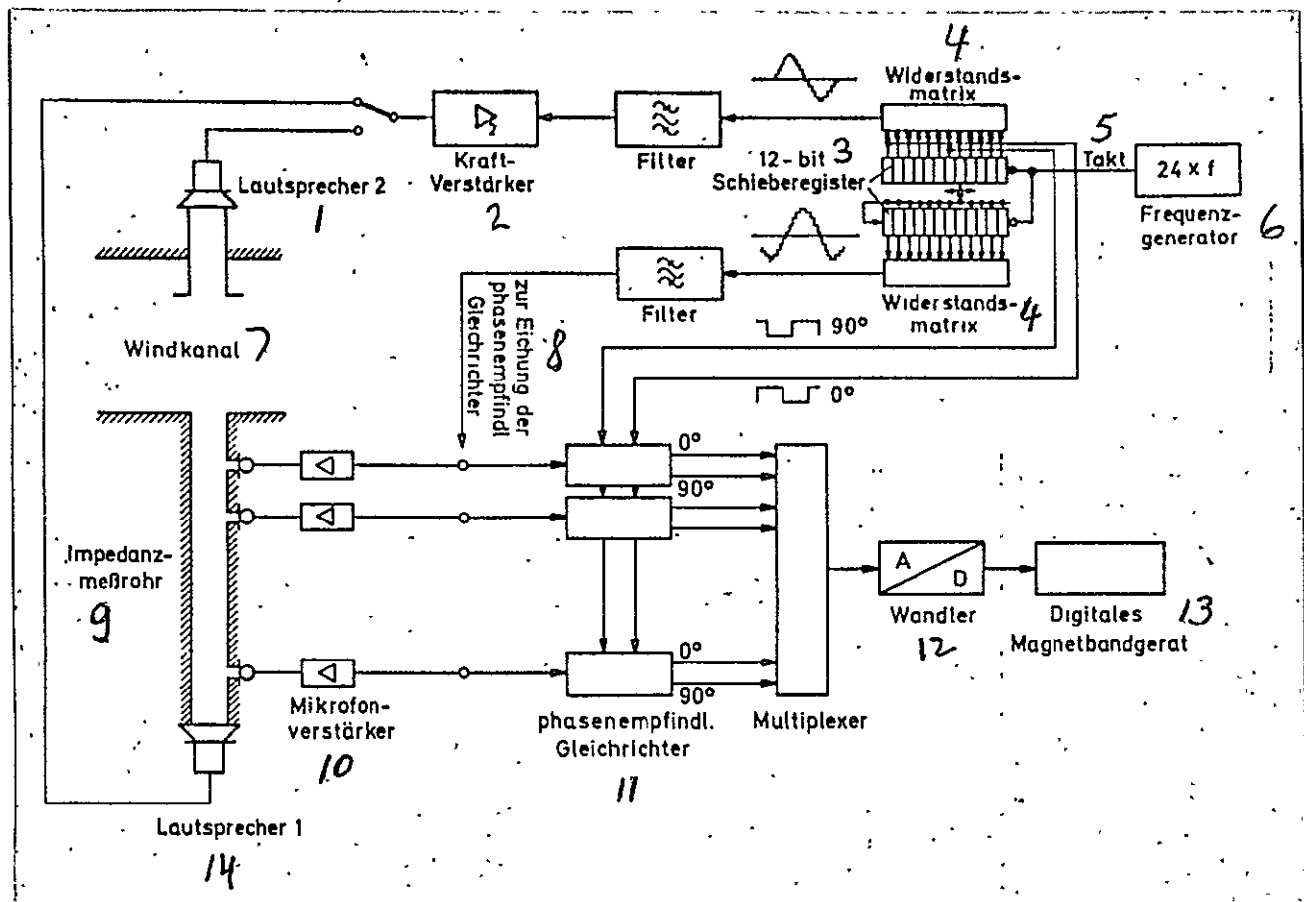 4
Widerstands-
matrix
Kraft-
Verstärker
2
Filter
12-bit 3
Schieberegister
5
Takt
24 x f
Frequenz-
generator
6
Lautsprecher 2
1
Filter
Widerstands-
matrix
4
zur Eichung der
phasenempfindl
Gleichrichter
8
90°
0°
Windkanal 7
0°
90°
Impedanz-
meßrohr
9
A
D
Wandler
12
Digitales
Magnetbandgerat
13
0°
90°
Mikrofon-
verstärker
10
phasenempfindl.
Gleichrichter
11
Multiplexer
Lautsprecher 1
14